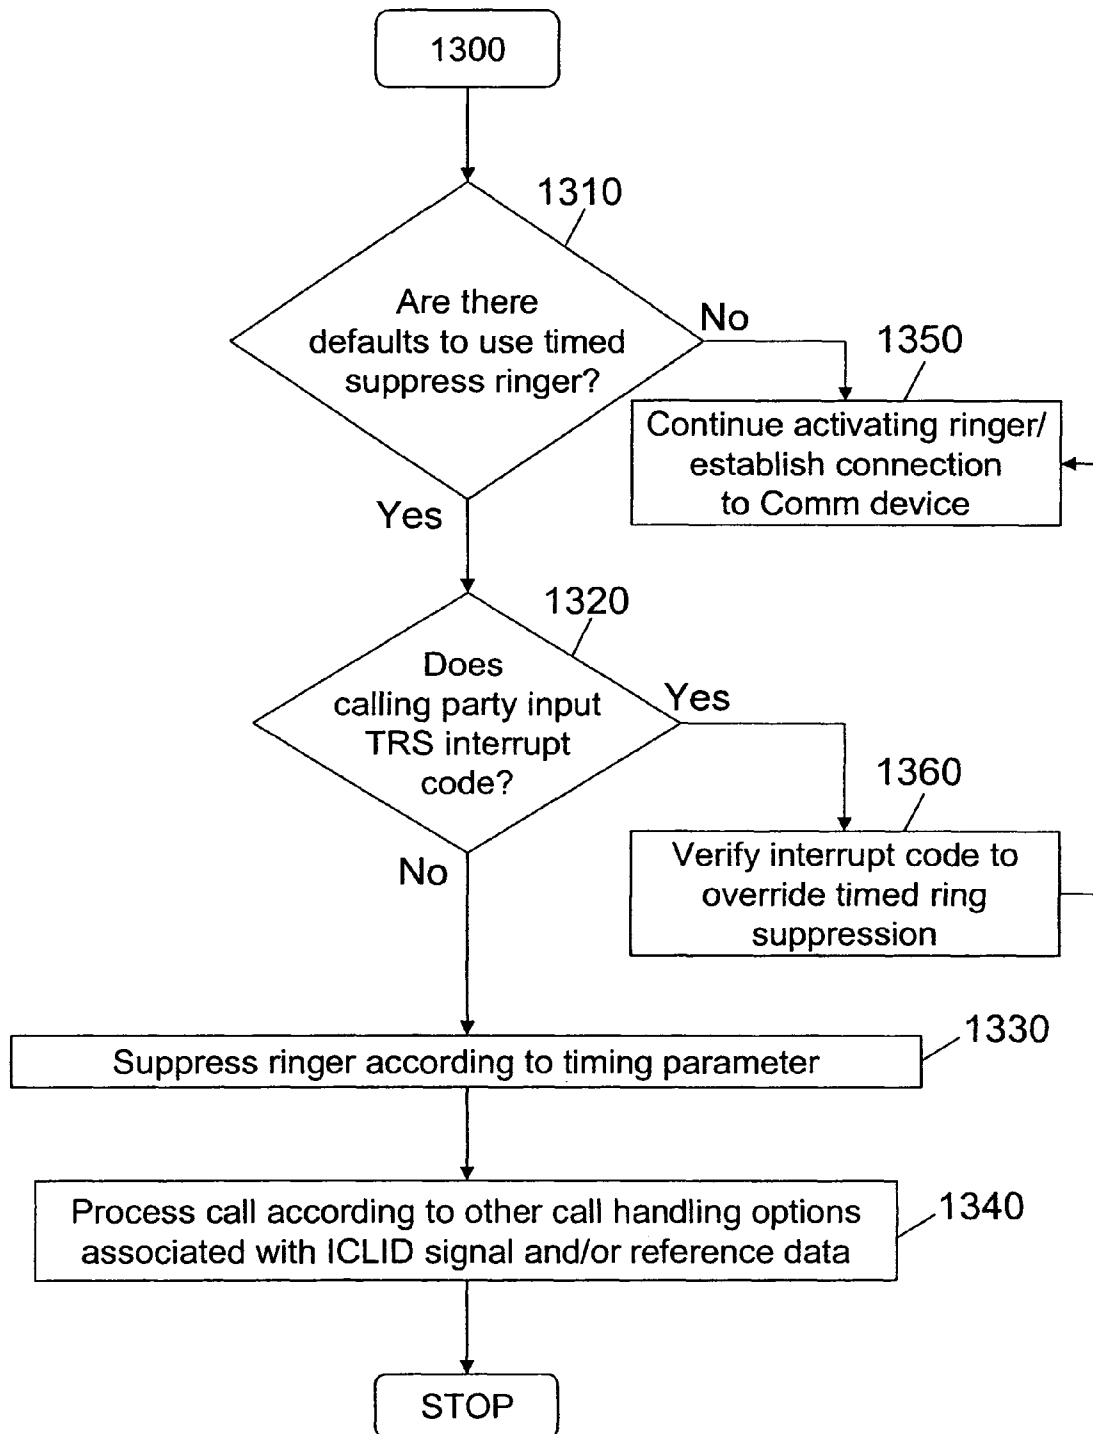 1300
1310
Are there
defaults to use timed
suppress ringer?
No
1350
Continue activating ringer/
establish connection
to Comm device
Yes
1320
Does
calling party input
TRS interrupt
code?
Yes
1360
Verify interrupt code to
override timed ring
suppression
No
1330
Suppress ringer according to timing parameter
Process call according to other call handling options
associated with ICLID signal and/or reference data
1340
STOP